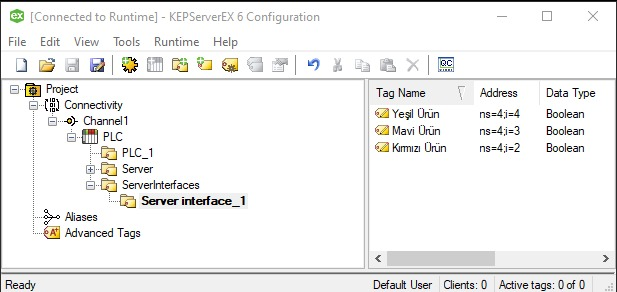 [Connected to Runtime] - KEPServerEX 6 Configuration
File Edit View Tools Runtime Help
Project
Connectivity
Channel1
PLC
PLC_1
Server
ServerInterfaces
Server interface_1
Aliases
Advanced Tags
Tag Name Address Data Type
Yeşil Ürün ns=4;i=4 Boolean
Mavi Ürün ns=4;i=3 Boolean
Kırmızı Ürün ns=4;i=2 Boolean
Ready Default User Clients: 0 Active tags: 0 of 0